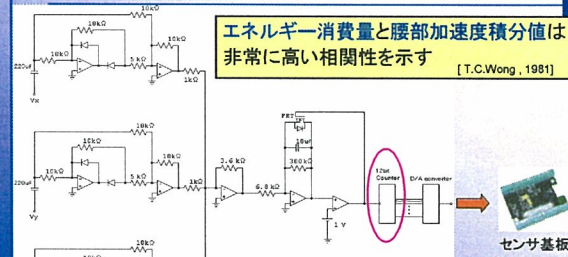 エネルギー消費量と腰部加速度積分値は
非常に高い相関性を示す
[ T.C.Wong , 1981]
10kΩ
10kΩ
10kΩ
10kΩ
220uF
5 kΩ
1kΩ
Vx
10kΩ
10kΩ
10kΩ
10kΩ
220uF
5 kΩ
1kΩ
Vy
10kΩ
10kΩ
3.6 kΩ
6.8 kΩ
FET
10uF
300kΩ
1 V
12bit
Counter
D/A converter
センサ基板